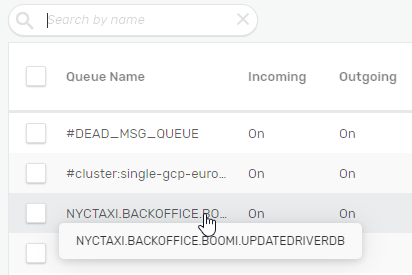 Search by name
Queue Name Incoming Outgoing
#DEAD_MSG_QUEUE On On
#cluster:single-gcp-euro... On On
NYCTAXI.BACKOFFICE.BO... On On
NYCTAXI.BACKOFFICE.BOOMI.UPDATEDRIVERDB